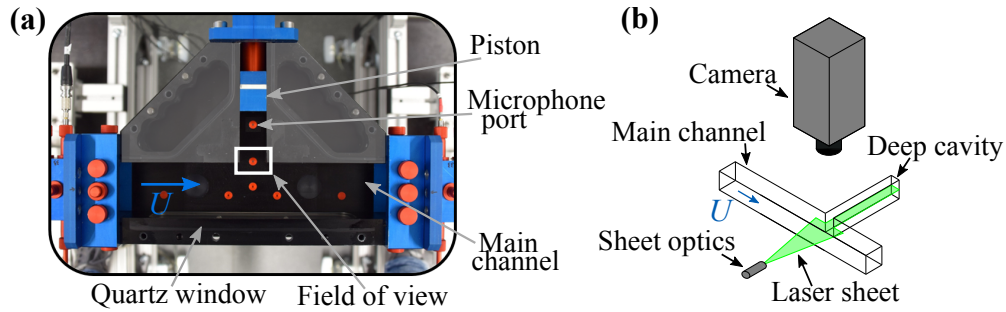 (a)
Piston
Microphone
port
U
Main
channel
Quartz window
Field of view
(b)
Camera
Main channel
Deep cavity
U
Sheet optics
Laser sheet